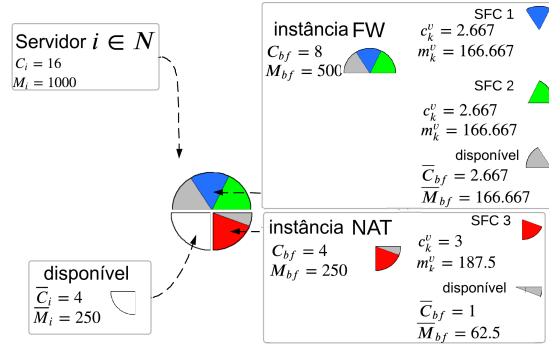 Servidor i ∈ N
C_i = 16
M_i = 1000
instância FW
C_bf = 8
M_bf = 500
SFC 1
c_k^v = 2.667
m_k^v = 166.667
SFC 2
c_k^v = 2.667
m_k^v = 166.667
disponível
C̅_bf = 2.667
M̅_bf = 166.667
instância NAT
C_bf = 4
M_bf = 250
SFC 3
c_k^v = 3
m_k^v = 187.5
disponível
C̅_bf = 1
M̅_bf = 62.5
disponível
C̅_i = 4
M̅_i = 250